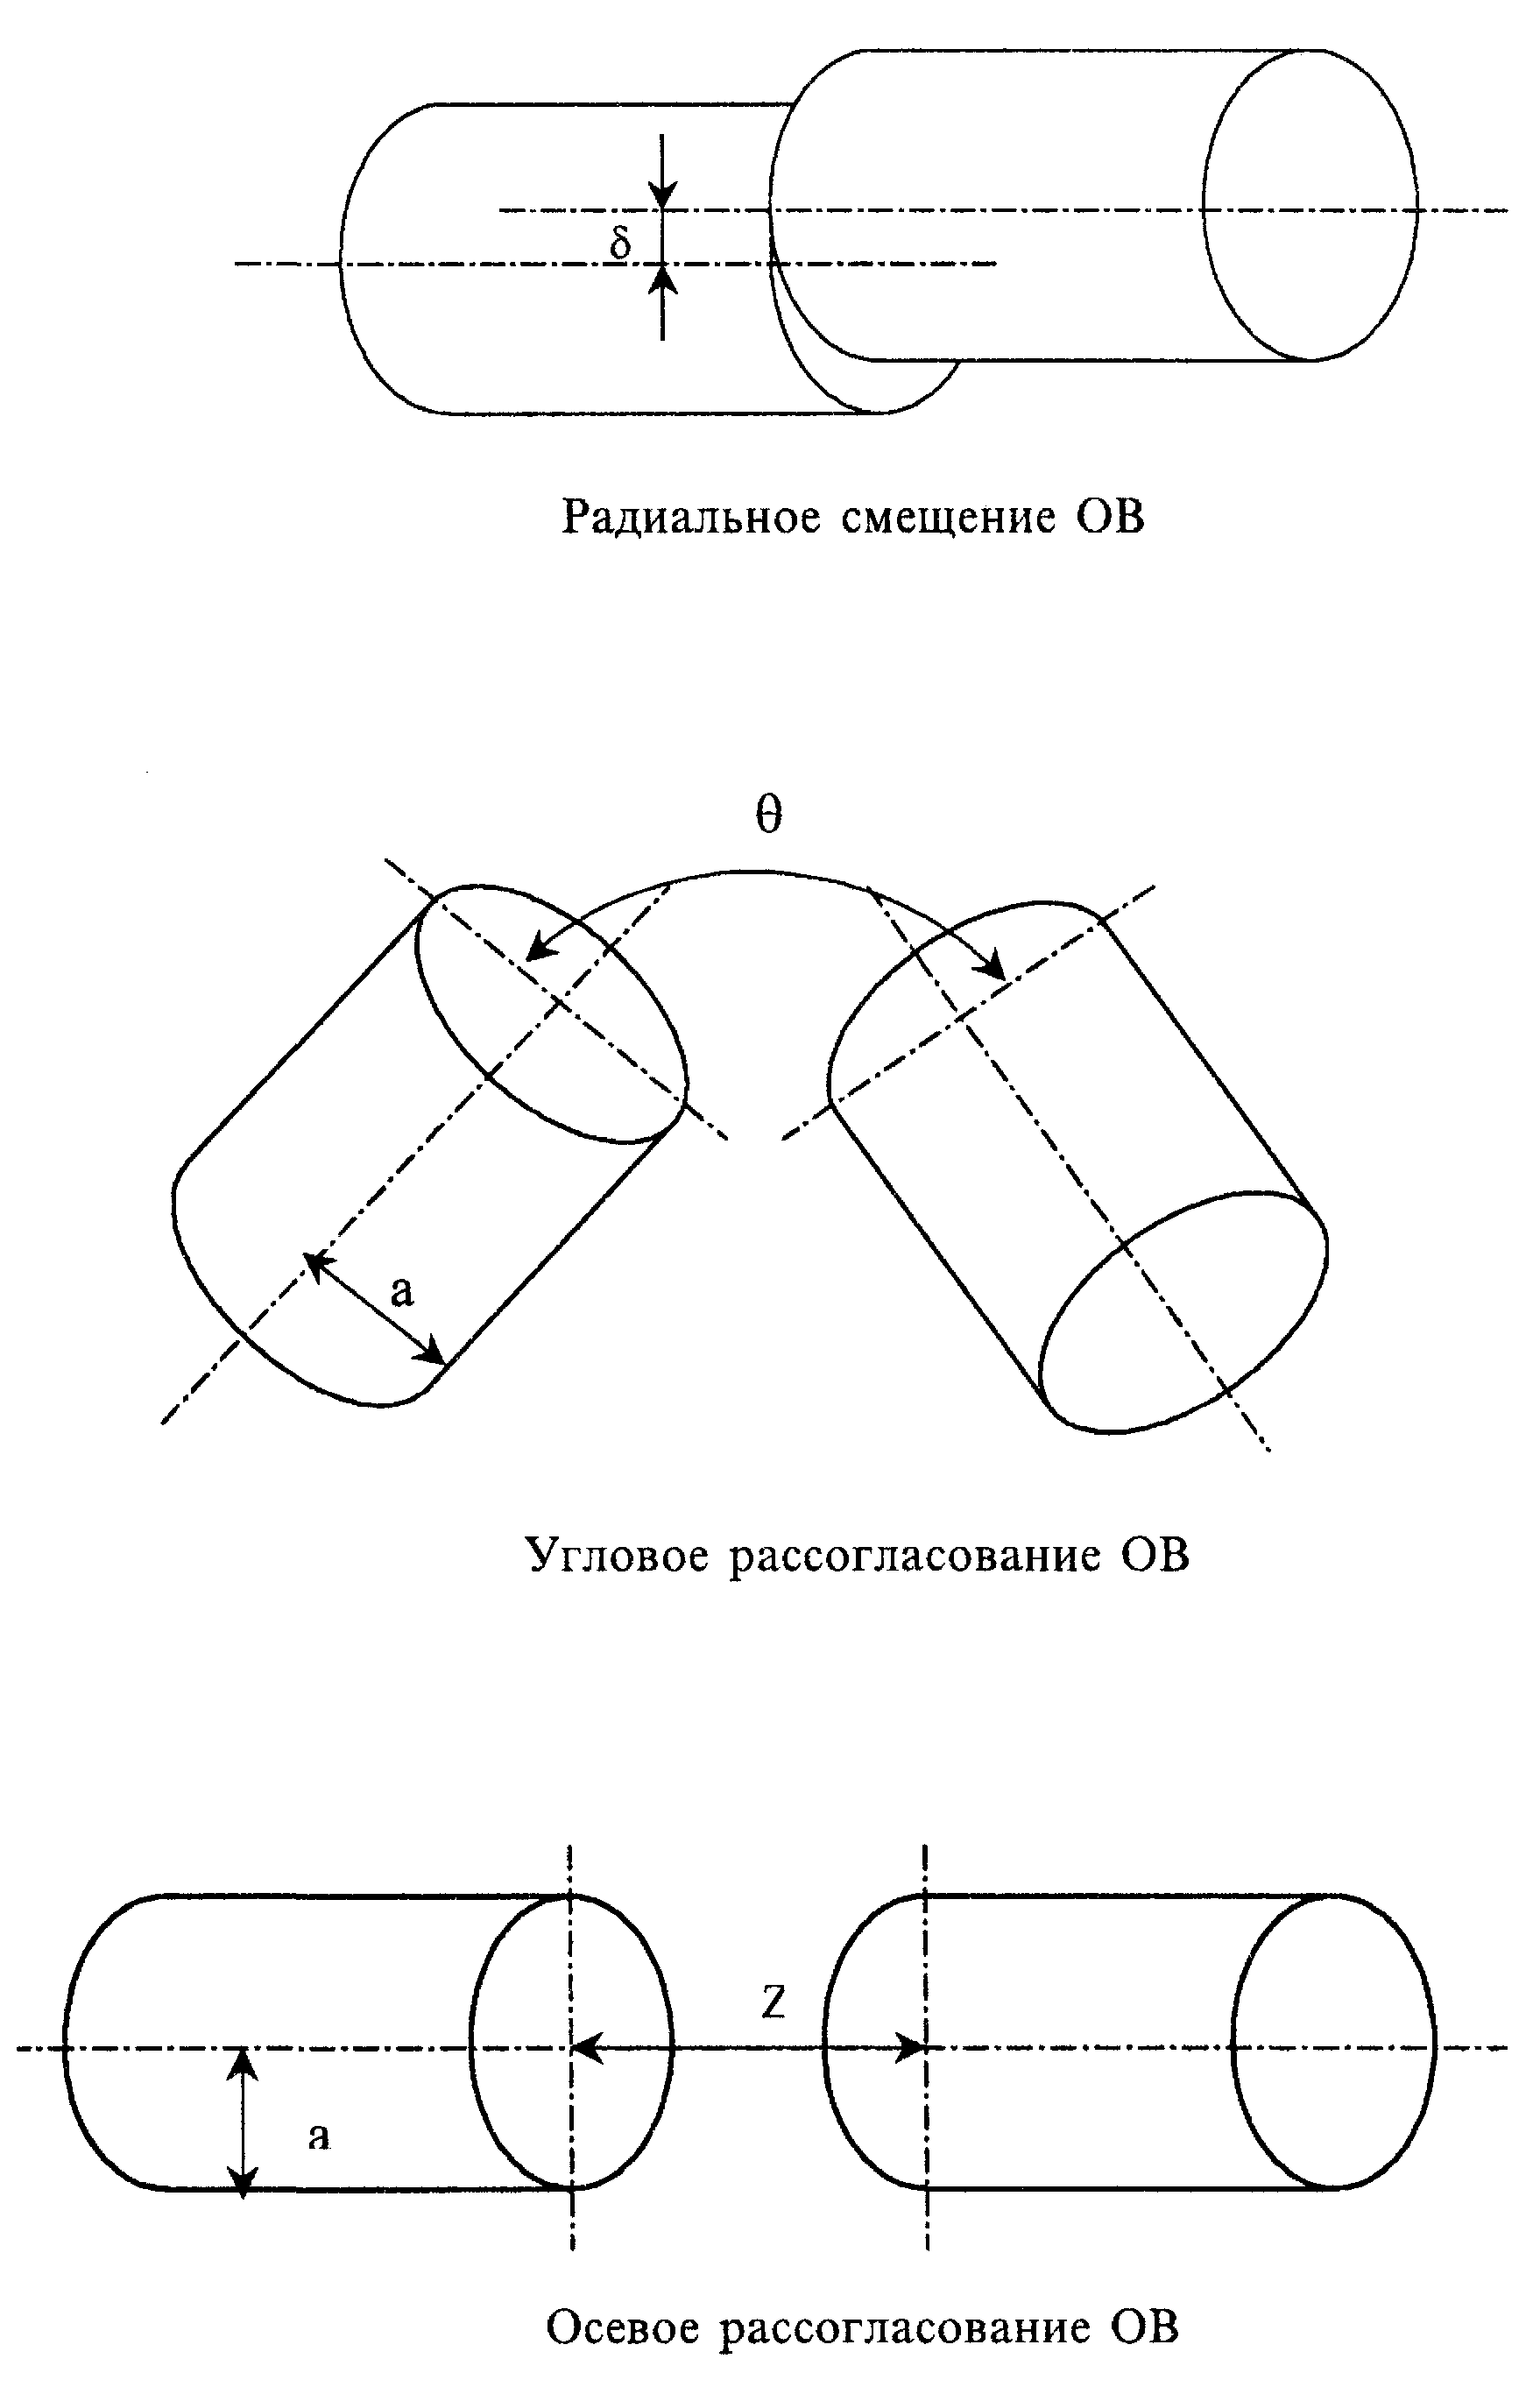 δ
Радиальное смещение ОВ
θ
a
Угловое рассогласование ОВ
Z
a
Осевое рассогласование ОВ